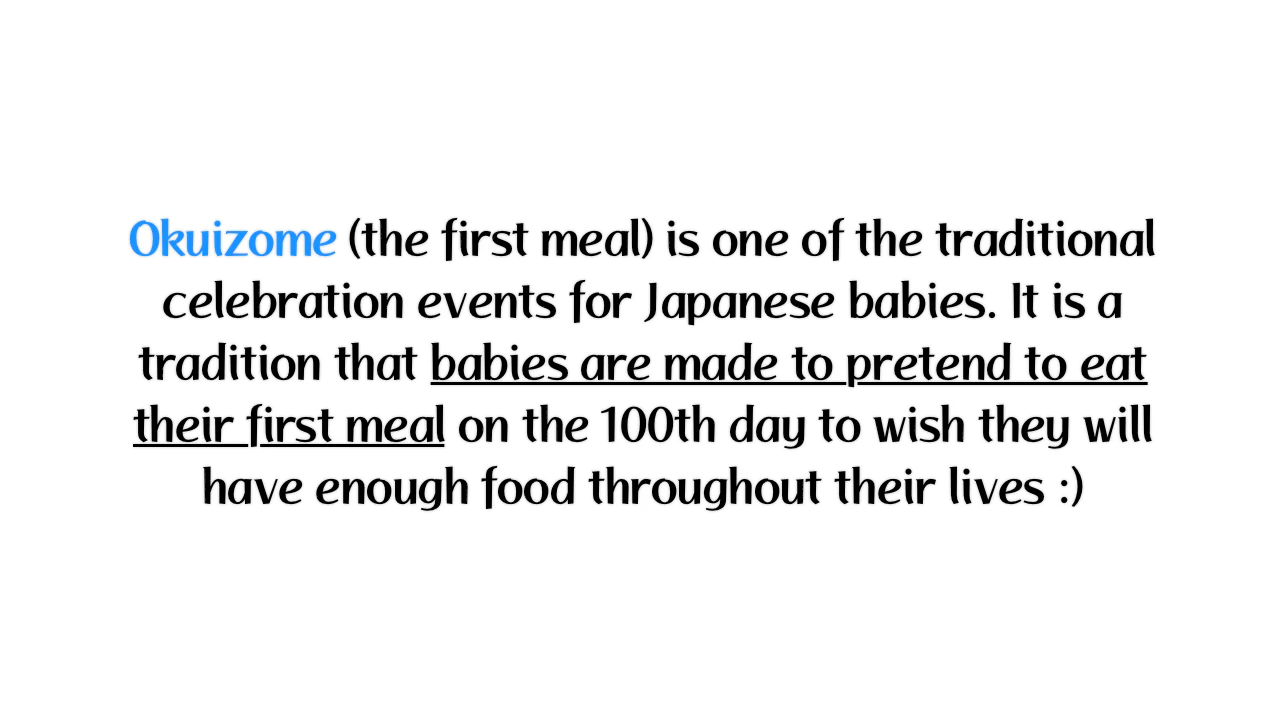 Okuizome (the first meal) is one of the traditional
celebration events for Japanese babies. It is a
tradition that babies are made to pretend to eat
their first meal on the 100th day to wish they will
have enough food throughout their lives :)